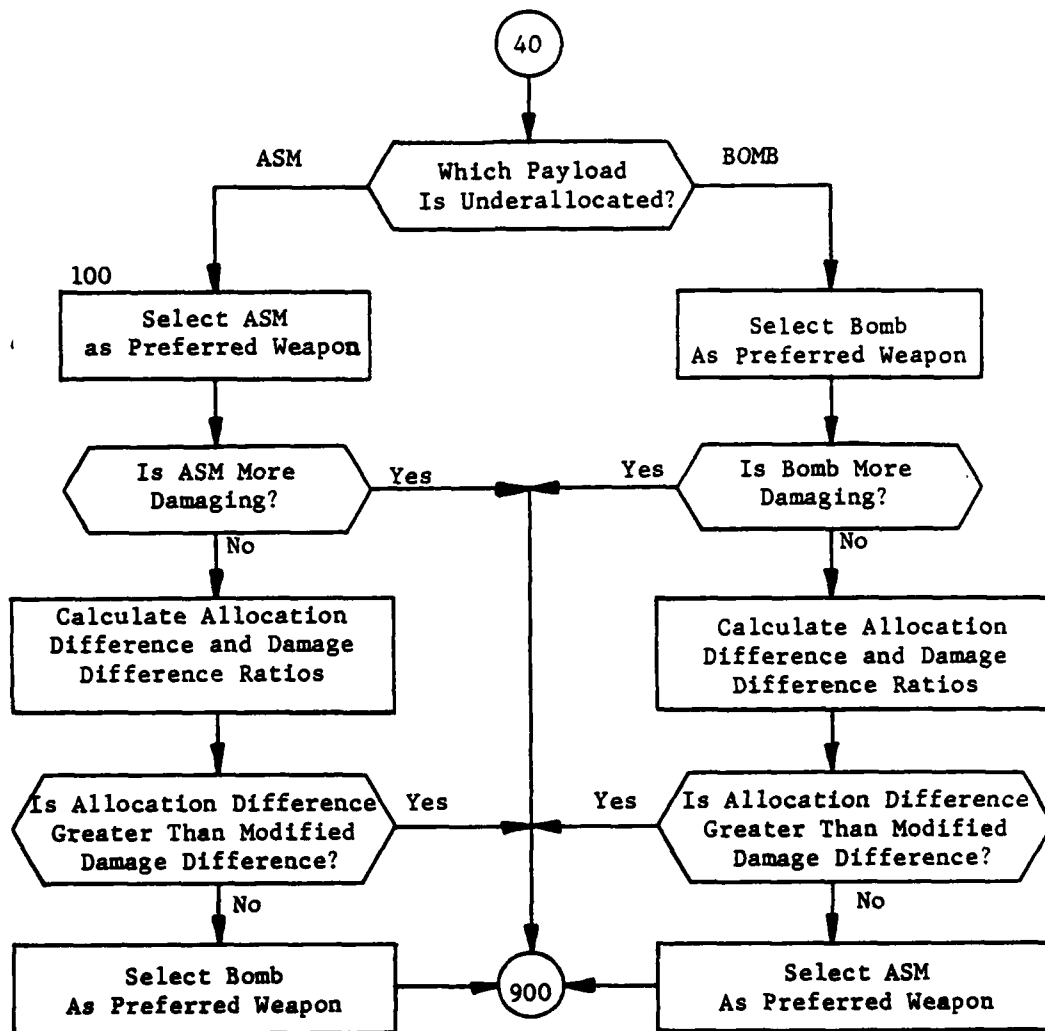 40
ASM
Which Payload
Is Underallocated?
BOMB
100
Select ASM
as Preferred Weapon
Select Bomb
As Preferred Weapon
Is ASM More
Damaging?
Yes
Yes
Is Bomb More
Damaging?
No
No
Calculate Allocation
Difference and Damage
Difference Ratios
Calculate Allocation
Difference and Damage
Difference Ratios
Is Allocation Difference
Greater Than Modified
Damage Difference?
Yes
Yes
Is Allocation Difference
Greater Than Modified
Damage Difference?
No
No
Select Bomb
As Preferred Weapon
900
Select ASM
As Preferred Weapon